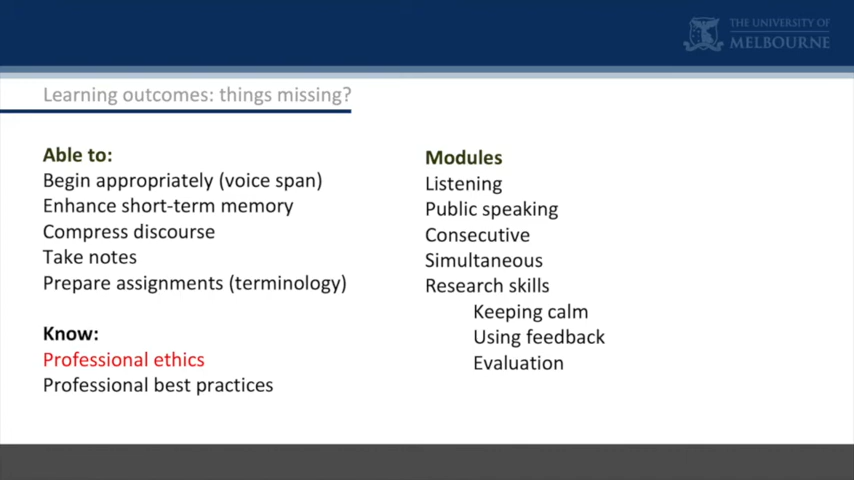 THE UNIVERSITY OF
MELBOURNE
Learning outcomes: things missing?
Able to:
Begin appropriately (voice span)
Enhance short-term memory
Compress discourse
Take notes
Prepare assignments (terminology)
Know:
Professional ethics
Professional best practices
Modules
Listening
Public speaking
Consecutive
Simultaneous
Research skills
Keeping calm
Using feedback
Evaluation